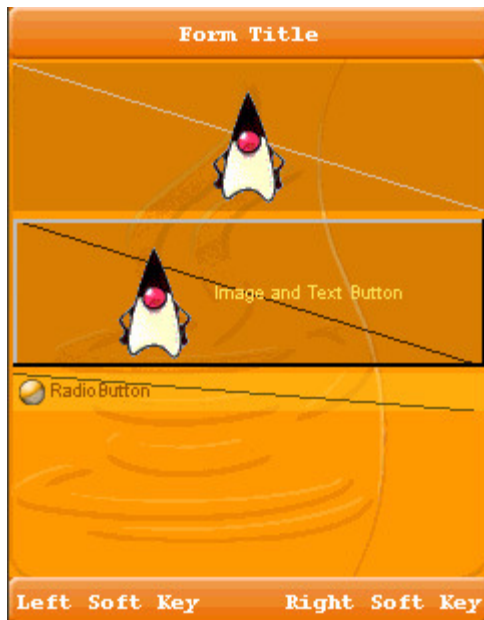 Form Title
Image and Text Button
RadioButton
Left Soft Key Right Soft Key